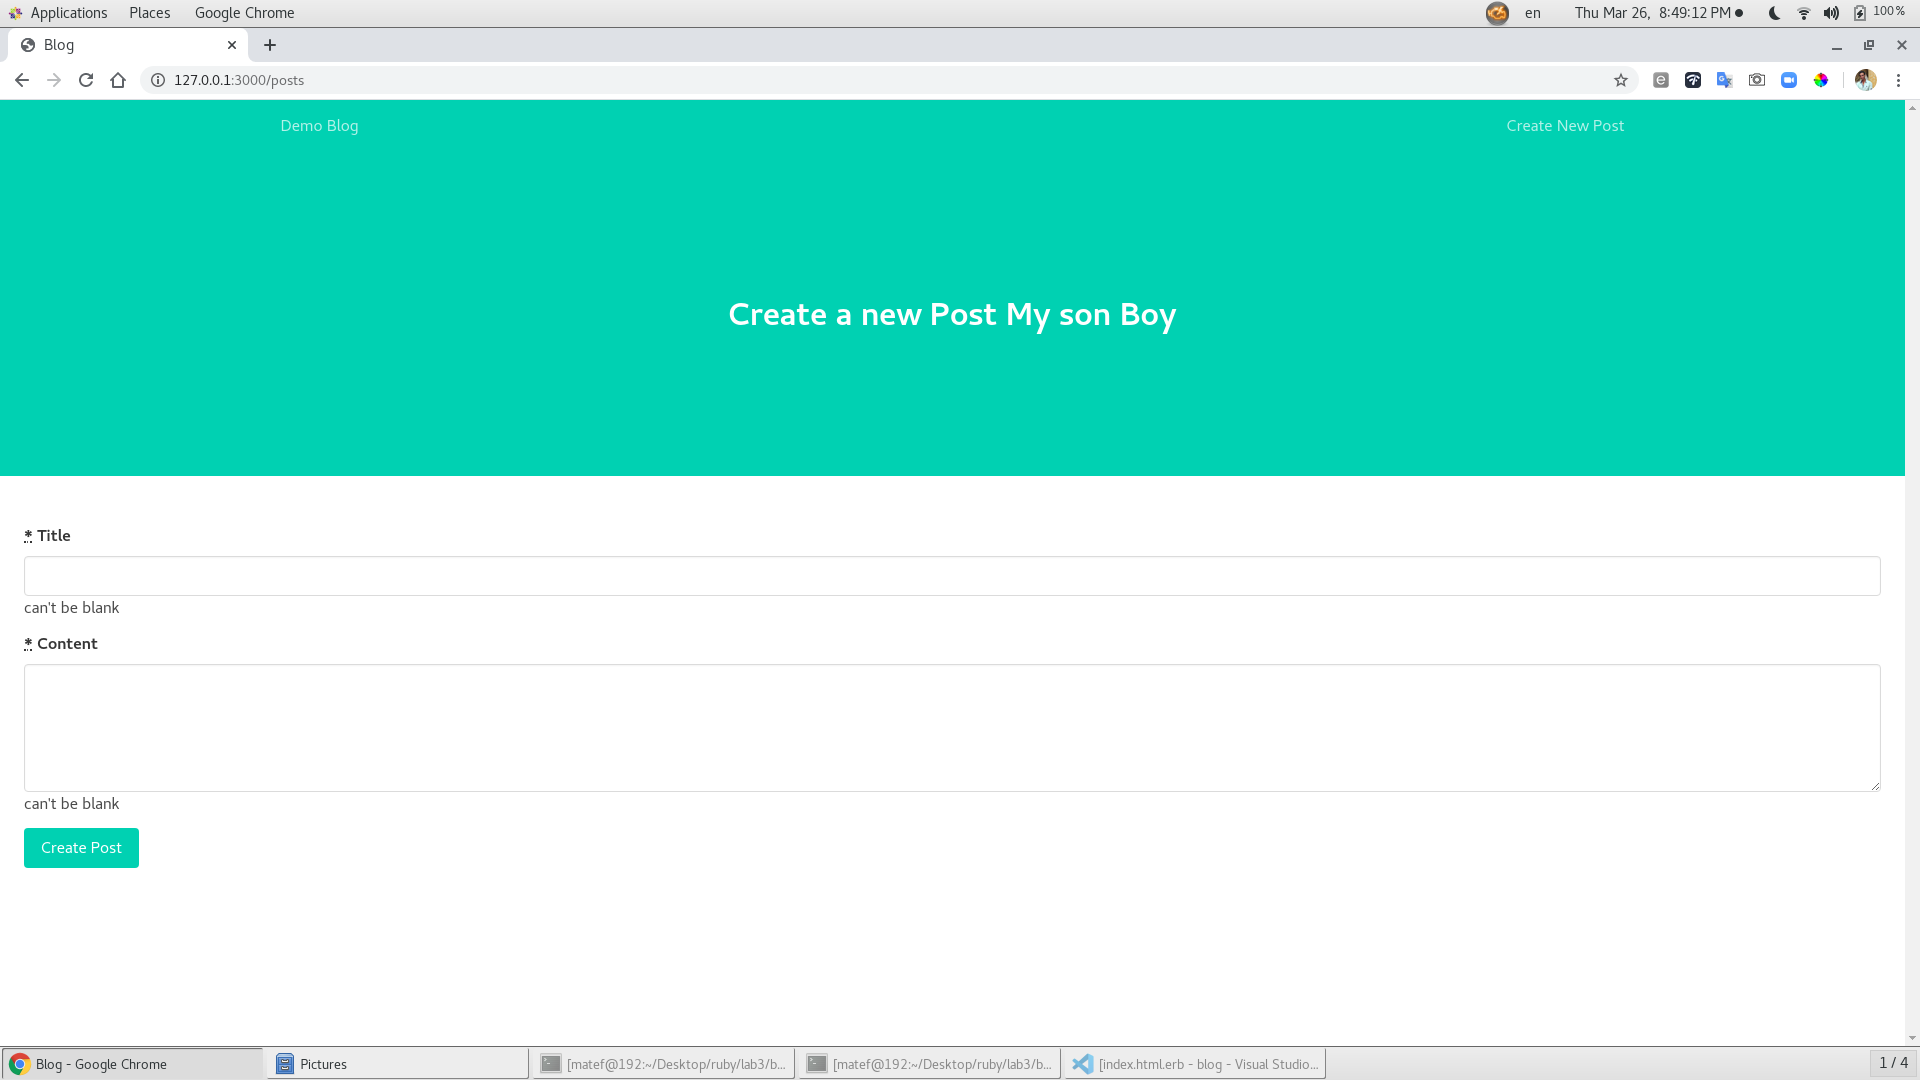 Applications Places Google Chrome en Thu Mar 26, 8:49:12 PM 100%
Blog
127.0.0.1:3000/posts
Demo Blog Create New Post
Create a new Post My son Boy
* Title
can't be blank
* Content
can't be blank
Create Post
Blog - Google Chrome Pictures [matef@192:~/Desktop/ruby/lab3/b... [matef@192:~/Desktop/ruby/lab3/b... [index.html.erb - blog - Visual Studio... 1 / 4